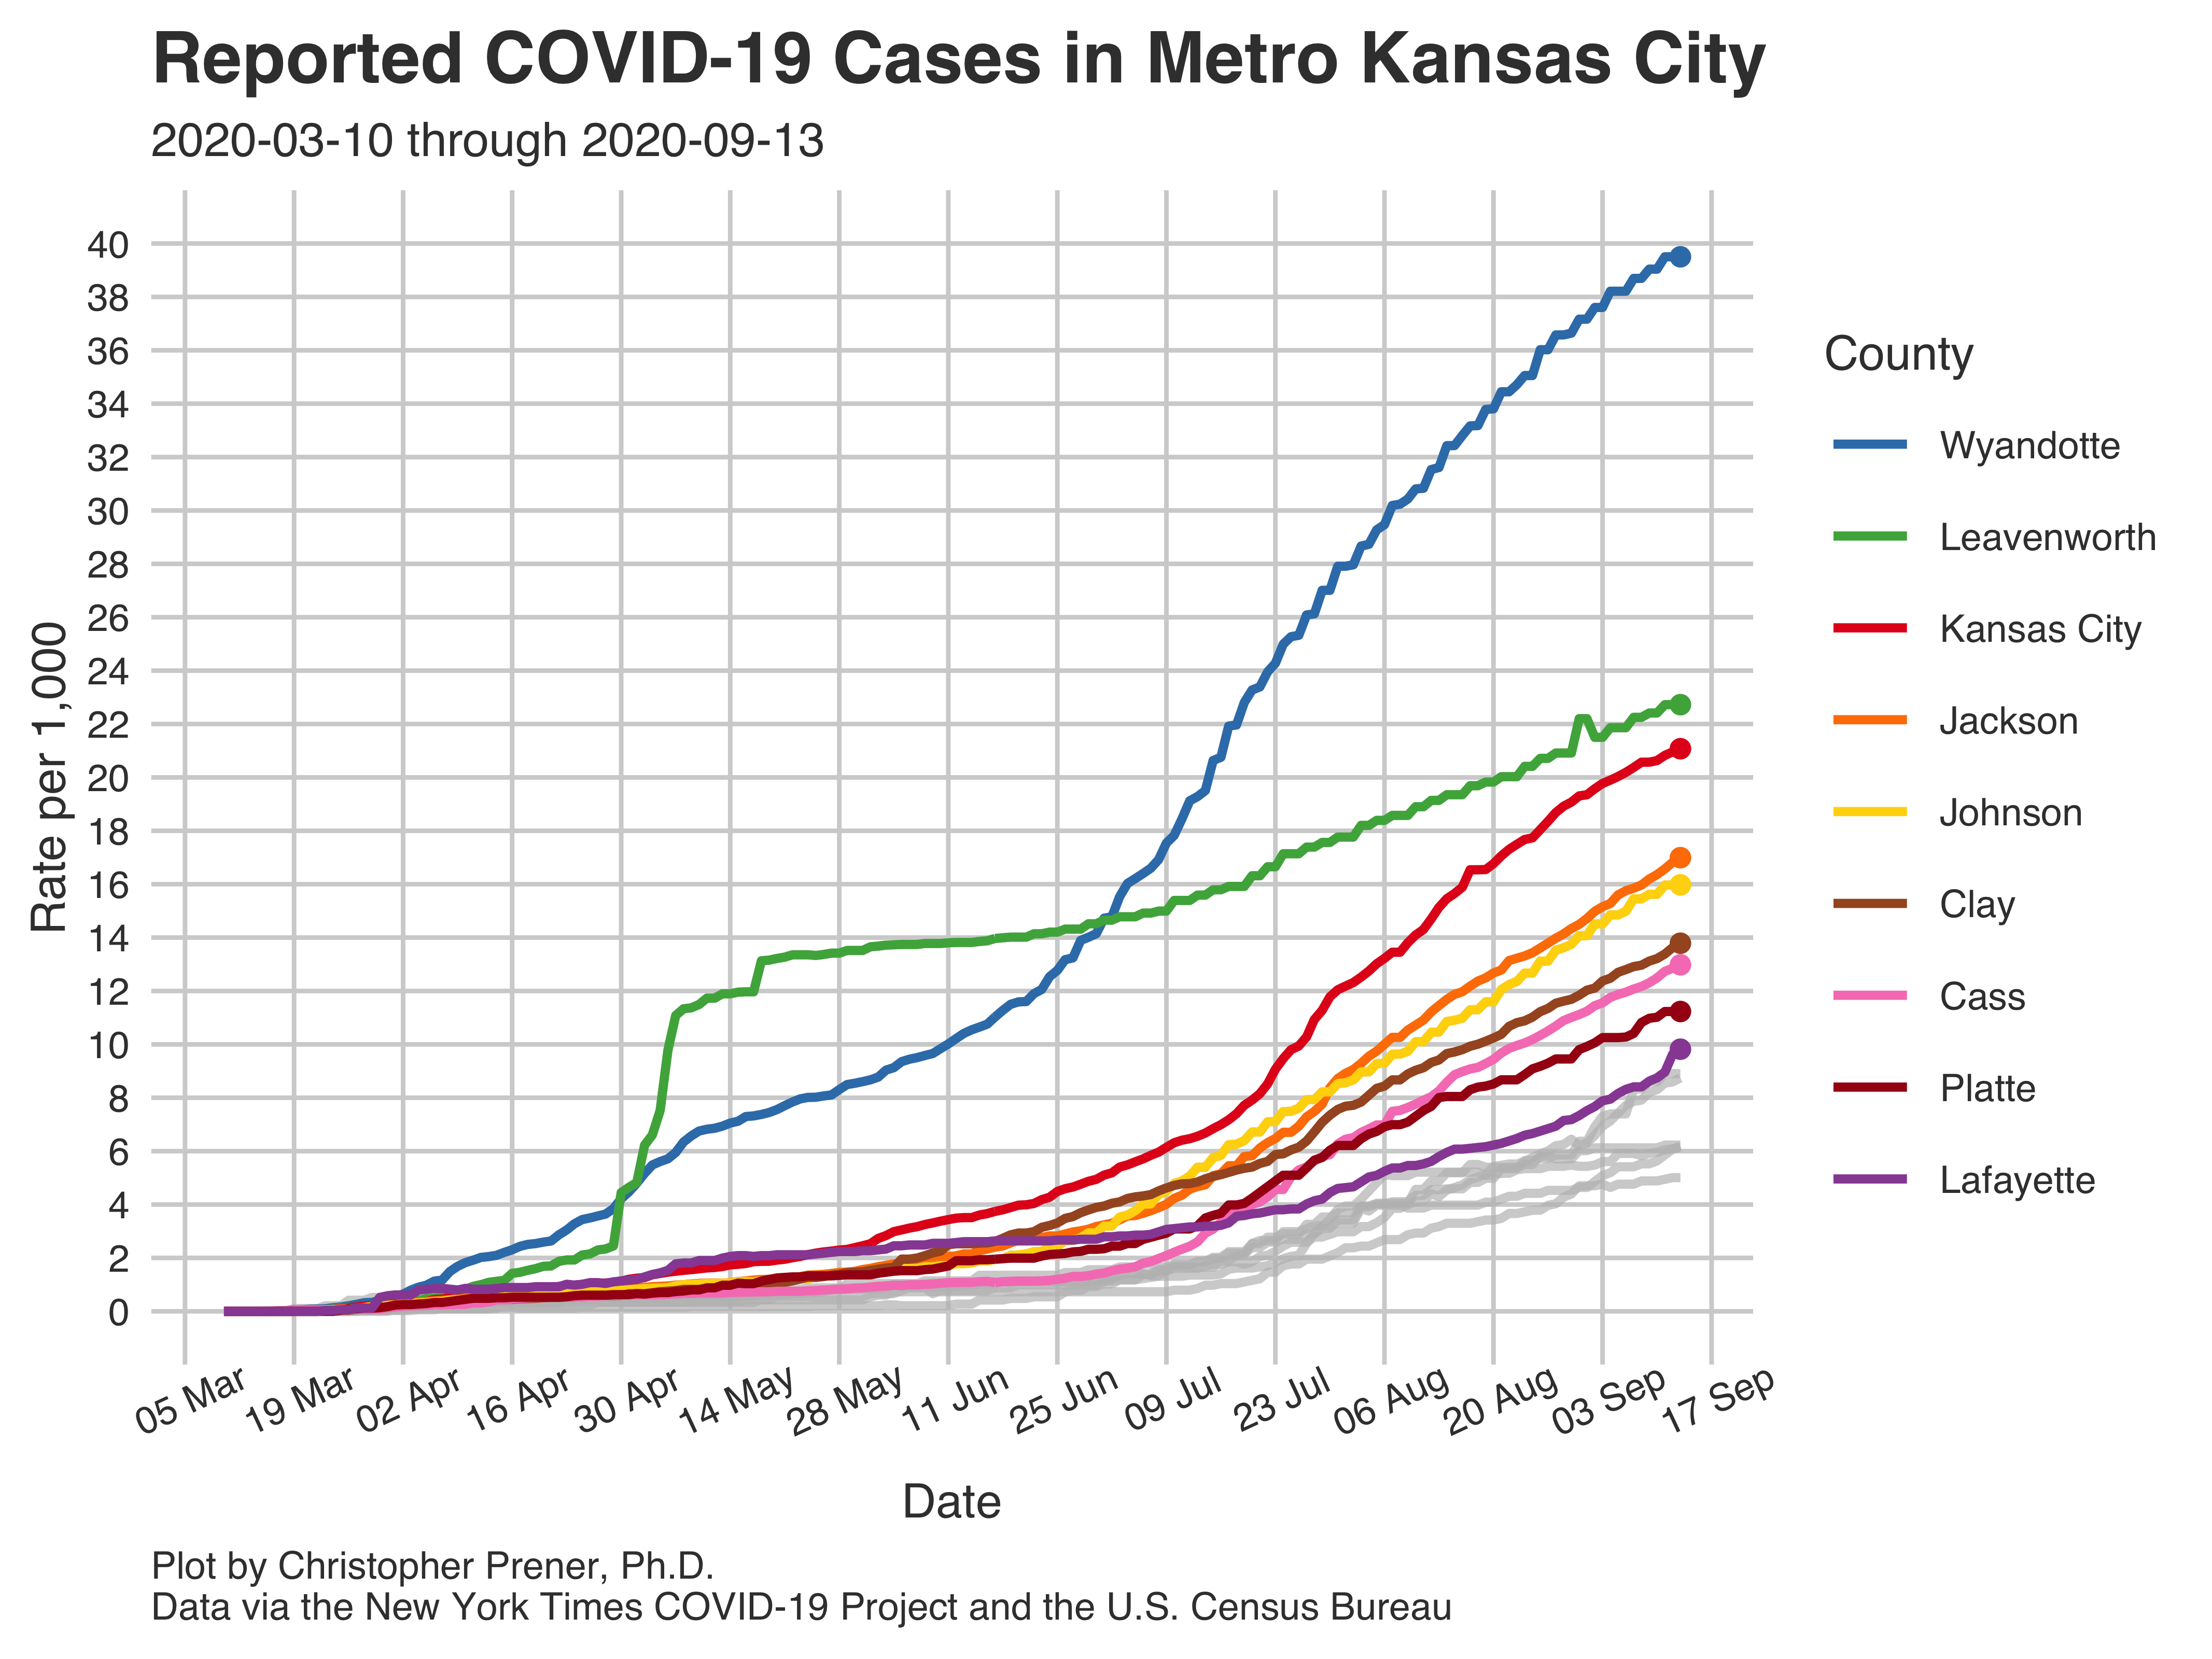 Reported COVID-19 Cases in Metro Kansas City
2020-03-10 through 2020-09-13
Rate per 1,000
40
38
36
34
32
30
28
26
24
22
20
18
16
14
12
10
8
6
4
2
0
05 Mar
19 Mar
02 Apr
16 Apr
30 Apr
14 May
28 May
11 Jun
25 Jun
09 Jul
23 Jul
06 Aug
20 Aug
03 Sep
17 Sep
Date
County
Wyandotte
Leavenworth
Kansas City
Jackson
Johnson
Clay
Cass
Platte
Lafayette
Plot by Christopher Prener, Ph.D.
Data via the New York Times COVID-19 Project and the U.S. Census Bureau